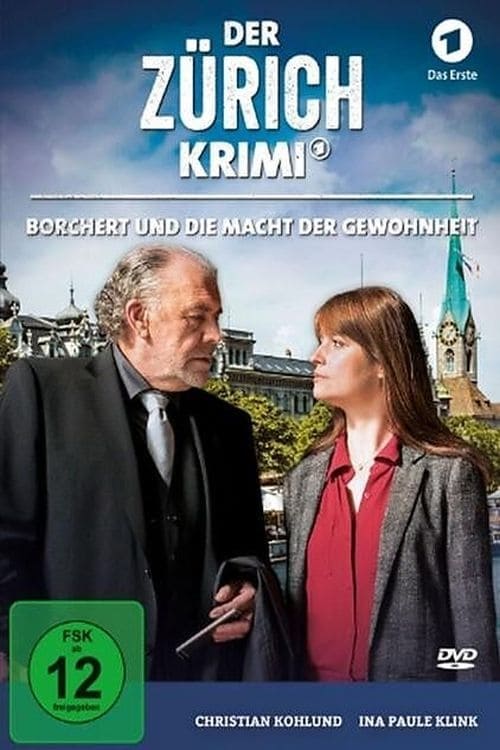 DER
ZÜRICH
KRIMI
Das Erste
BORCHERT UND DIE MACHT DER GEWOHNHEIT
FSK
ab
12
freigegeben
DVD
CHRISTIAN KOHLUND INA PAULE KLINK